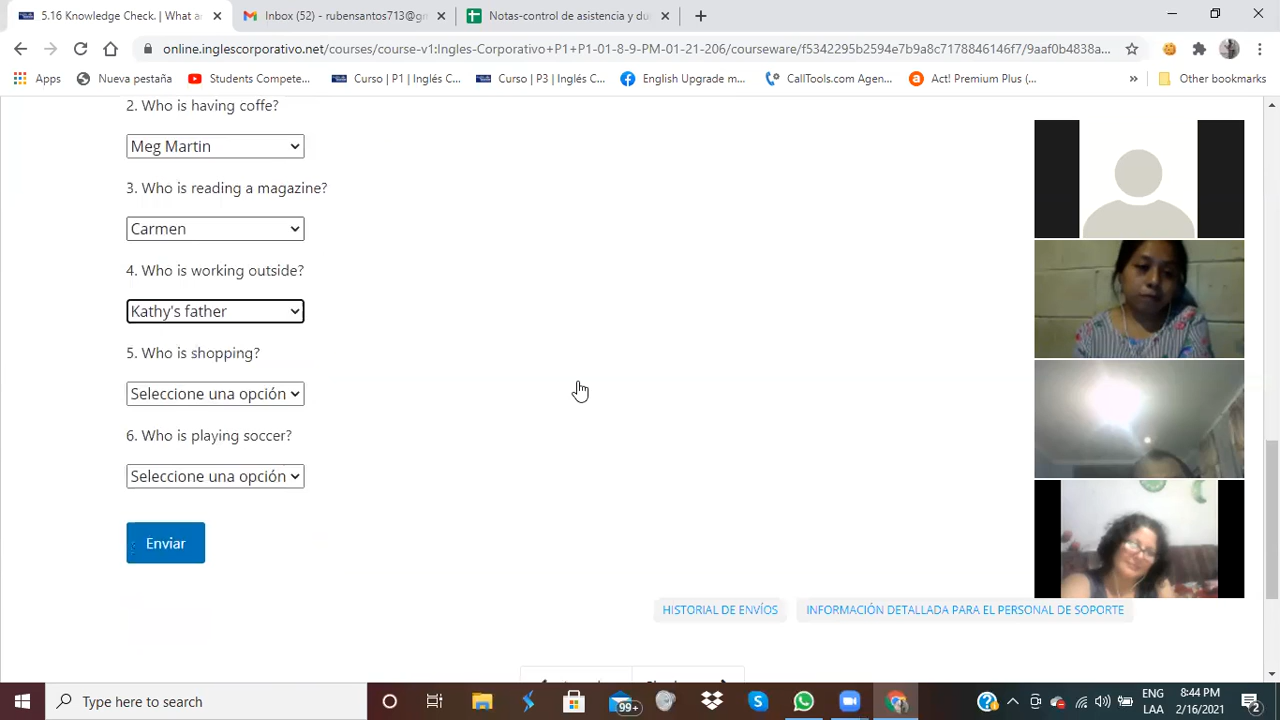 5.16 Knowledge Check. | What a
Inbox (52) - rubensantos713@gm
Notas-control de asistencia y du
online.inglescorporativo.net/courses/course-v1:Ingles-Corporativo+P1+P1-01-8-9-PM-01-21-206/courseware/f5342295b2594e7b9a8c7178846146f7/9aaf0b4838a...
Apps
Nueva pestaña
Students Compete...
Curso | P1 | Inglés C...
Curso | P3 | Inglés C...
English Upgrade m...
CallTools.com Agen...
Act! Premium Plus (...
»
Other bookmarks
2. Who is having coffe?
Meg Martin
3. Who is reading a magazine?
Carmen
4. Who is working outside?
Kathy's father
5. Who is shopping?
Seleccione una opción
6. Who is playing soccer?
Seleccione una opción
Enviar
HISTORIAL DE ENVÍOS
INFORMACIÓN DETALLADA PARA EL PERSONAL DE SOPORTE
Type here to search
99+
ENG
LAA
8:44 PM
2/16/2021
2